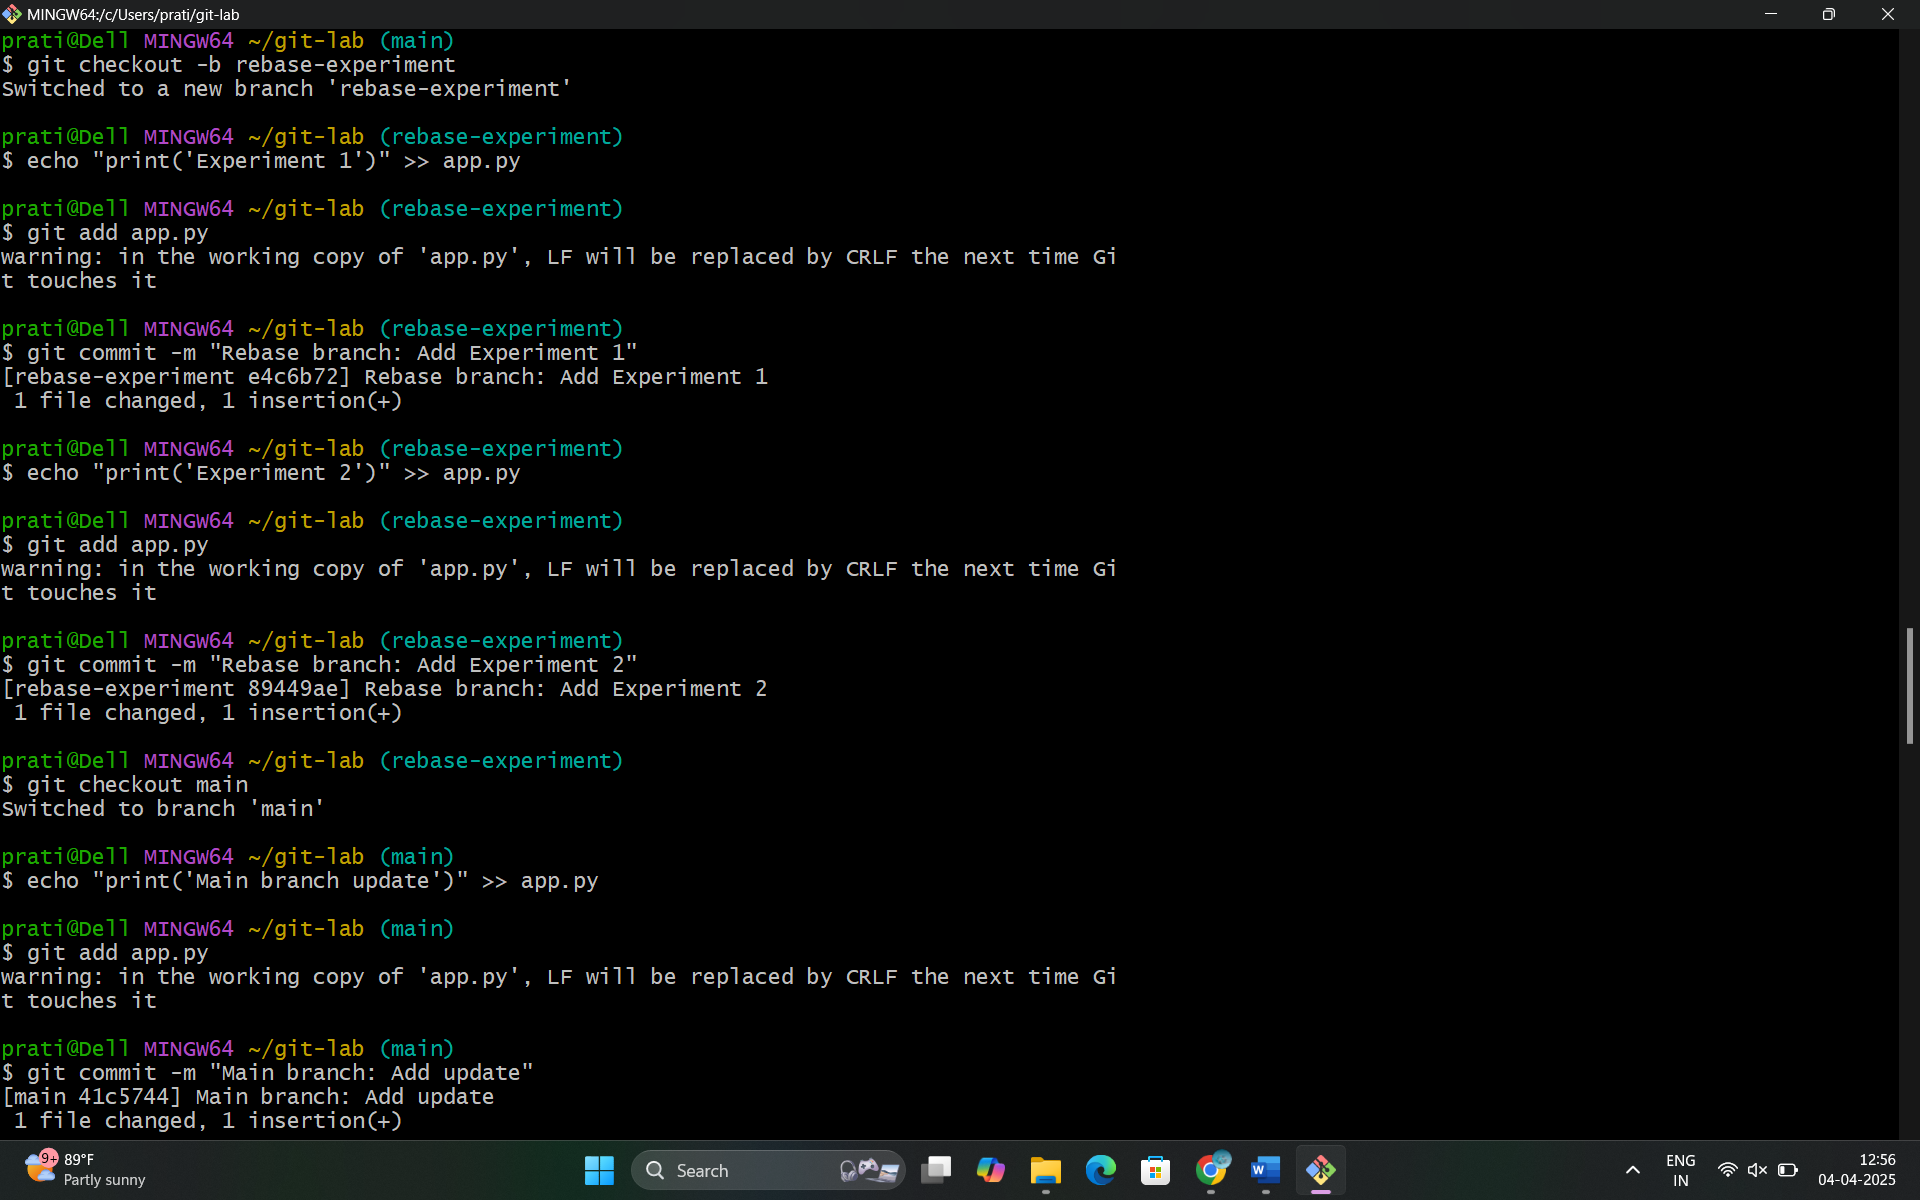 MINGW64:/c/Users/prati/git-lab
prati@Dell MINGW64 ~/git-lab (main)
$ git checkout -b rebase-experiment
Switched to a new branch 'rebase-experiment'
prati@Dell MINGW64 ~/git-lab (rebase-experiment)
$ echo "print('Experiment 1')" >> app.py
prati@Dell MINGW64 ~/git-lab (rebase-experiment)
$ git add app.py
warning: in the working copy of 'app.py', LF will be replaced by CRLF the next time Gi
t touches it
prati@Dell MINGW64 ~/git-lab (rebase-experiment)
$ git commit -m "Rebase branch: Add Experiment 1"
[rebase-experiment e4c6b72] Rebase branch: Add Experiment 1
 1 file changed, 1 insertion(+)
prati@Dell MINGW64 ~/git-lab (rebase-experiment)
$ echo "print('Experiment 2')" >> app.py
prati@Dell MINGW64 ~/git-lab (rebase-experiment)
$ git add app.py
warning: in the working copy of 'app.py', LF will be replaced by CRLF the next time Gi
t touches it
prati@Dell MINGW64 ~/git-lab (rebase-experiment)
$ git commit -m "Rebase branch: Add Experiment 2"
[rebase-experiment 89449ae] Rebase branch: Add Experiment 2
 1 file changed, 1 insertion(+)
prati@Dell MINGW64 ~/git-lab (rebase-experiment)
$ git checkout main
Switched to branch 'main'
prati@Dell MINGW64 ~/git-lab (main)
$ echo "print('Main branch update')" >> app.py
prati@Dell MINGW64 ~/git-lab (main)
$ git add app.py
warning: in the working copy of 'app.py', LF will be replaced by CRLF the next time Gi
t touches it
prati@Dell MINGW64 ~/git-lab (main)
$ git commit -m "Main branch: Add update"
[main 41c5744] Main branch: Add update
 1 file changed, 1 insertion(+)
9+
89°F
Partly sunny
Search
W
ENG
IN
12:56
04-04-2025